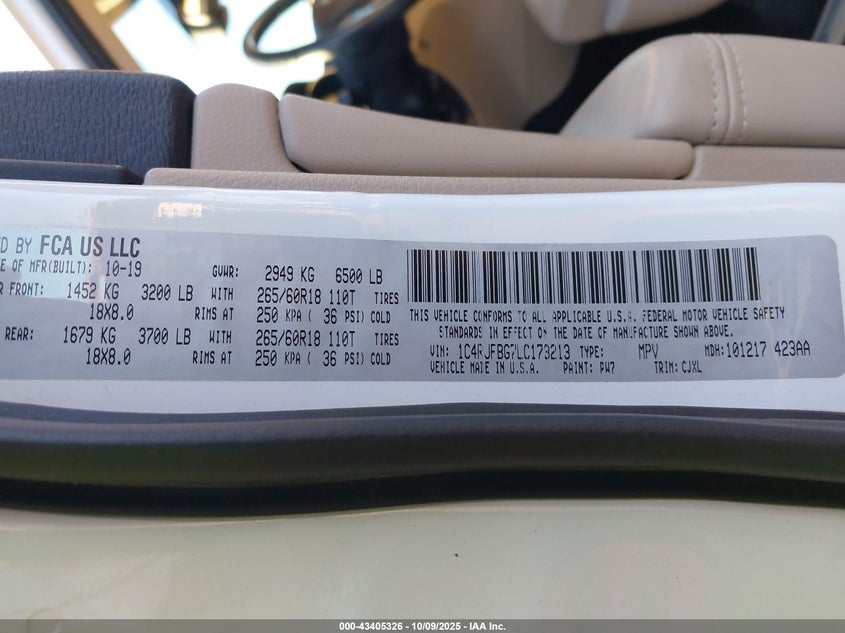 ED BY FCA US LLC
E OF MFR(BUILT): 10-19 GVWR: 2949 KG 6500 LB
R FRONT: 1452 KG 3200 LB WITH 265/60R18 110T TIRES
18X8.0 RIMS AT 250 KPA ( 36 PSI) COLD
REAR: 1679 KG 3700 LB WITH 265/60R18 110T TIRES
18X8.0 RIMS AT 250 KPA ( 36 PSI) COLD
THIS VEHICLE CONFORMS TO ALL APPLICABLE U.S.A. FEDERAL MOTOR VEHICLE SAFETY
STANDARDS IN EFFECT ON THE DATE OF MANUFACTURE SHOWN ABOVE.
VIN: 1C4RJFBG7LC173213 TYPE: MPV MDH: 101217 423AA
VEHICLE MADE IN U.S.A. PAINT: PW7 TRIM: CJXL
000-43405326 - 10/09/2025 - IAA Inc.